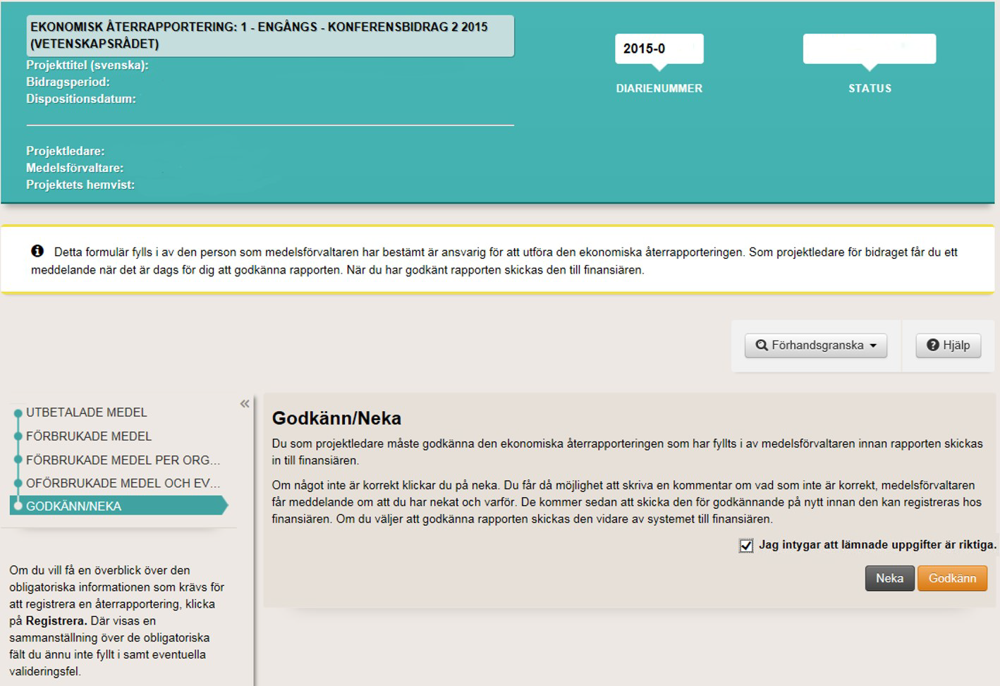 EKONOMISK ÅTERRAPPORTERING: 1 - ENGÅNGS - KONFERENSBIDRAG 2 2015
(VETENSKAPSRÅDET)
Projekttitel (svenska):
Bidragsperiod:
Dispositionsdatum:
2015-0
DIARIENUMMER
STATUS
Projektledare:
Medelsförvaltare:
Projektets hemvist:
Detta formulär fylls i av den person som medelsförvaltaren har bestämt är ansvarig för att utföra den ekonomiska återrapporteringen. Som projektledare för bidraget får du ett
meddelande när det är dags för dig att godkänna rapporten. När du har godkänt rapporten skickas den till finansiären.
Förhandsgranska
Hjälp
UTBETALADE MEDEL
FÖRBRUKADE MEDEL
FÖRBRUKADE MEDEL PER ORG...
OFÖRBRUKADE MEDEL OCH EV...
GODKÄNN/NEKA
Om du vill få en överblick över den
obligatoriska informationen som krävs för
att registrera en återrapportering, klicka
på Registrera. Där visas en
sammanställning över de obligatoriska
fält du ännu inte fyllt i samt eventuella
valideringsfel.
Godkänn/Neka
Du som projektledare måste godkänna den ekonomiska återrapporteringen som har fyllts i av medelsförvaltaren innan rapporten skickas
in till finansiären.
Om något inte är korrekt klickar du på neka. Du får då möjlighet att skriva en kommentar om vad som inte är korrekt, medelsförvaltaren
får meddelande om att du har nekat och varför. De kommer sedan att skicka den för godkännande på nytt innan den kan registreras hos
finansiären. Om du väljer att godkänna rapporten skickas den vidare av systemet till finansiären.
Jag intygar att lämnade uppgifter är riktiga.
Neka
Godkänn